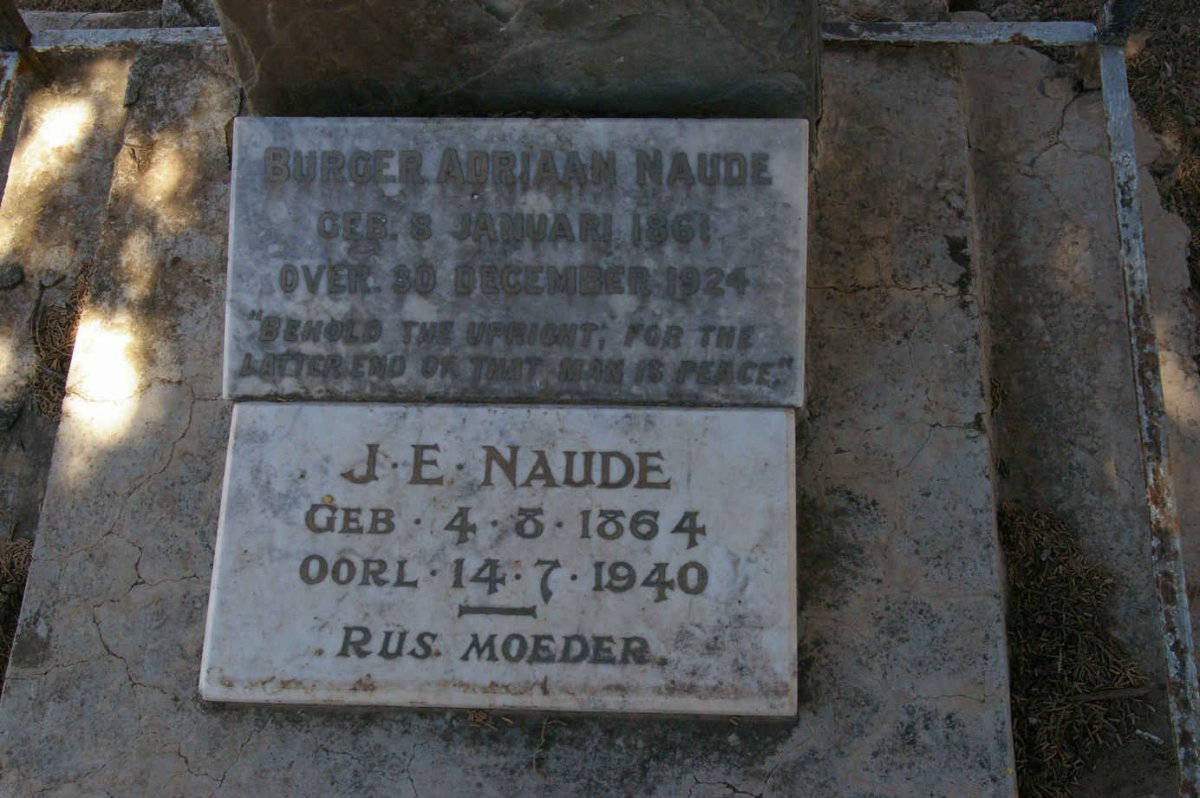 BURGER ADRIAAN NAUDE
GEB. 8 JANUARI 1861
OVER. 30 DECEMBER 1924
"BEHOLD THE UPRIGHT, FOR THE
LATTER END OF THAT MAN IS PEACE."
J·E·NAUDE
GEB·4·8·1864
OORL·14·7·1940
RUS MOEDER.